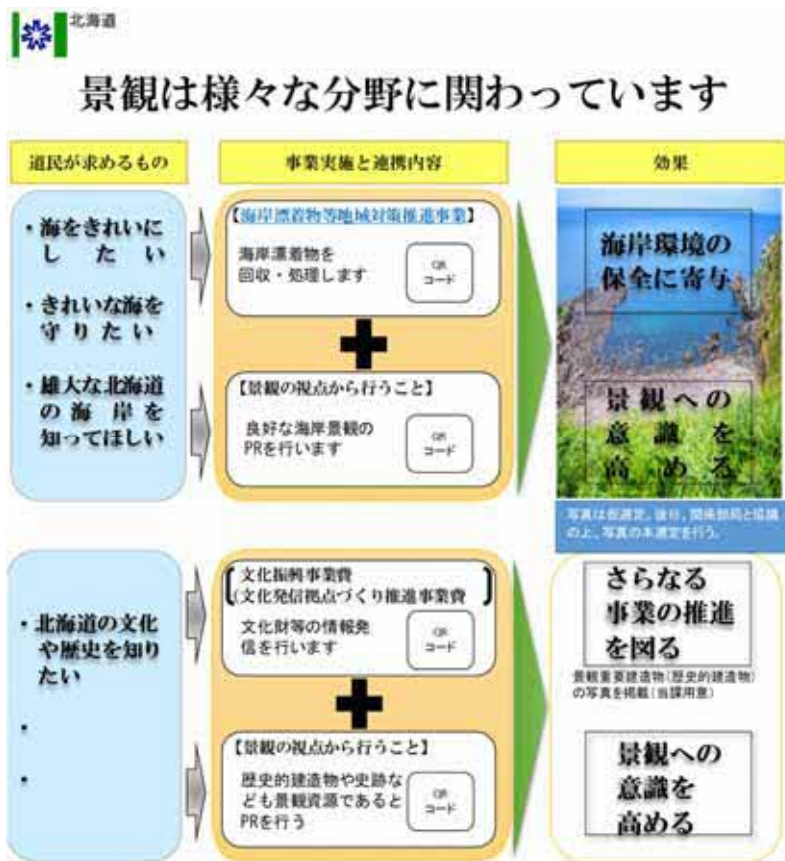 北海道
景観は様々な分野に関わっています
道民が求めるもの
事業実施と連携内容
効果
・海をきれいに
したい
・きれいな海を
守りたい
・雄大な北海道
の海岸を
知ってほしい
【海岸漂着物等地域対策推進事業】
海岸漂着物を
回収・処理します
QR
コード
【景観の視点から行うこと】
良好な海岸景観の
PRを行います
QR
コード
海岸環境の
保全に寄与
景観への
意識を
高める
写真は仮選定。後日、関係部局と協議
の上、写真の本選定を行う。
・北海道の文化
や歴史を知り
たい
・
・
文化振興事業費
(文化発信拠点づくり推進事業費
文化財等の情報発
信を行います
QR
コード
【景観の視点から行うこと】
歴史的建造物や史跡な
ども景観資源であると
PRを行う
QR
コード
さらなる
事業の推進
を図る
景観重要建造物(歴史的建造物)
の写真を掲載(当課用意)
景観への
意識を
高める